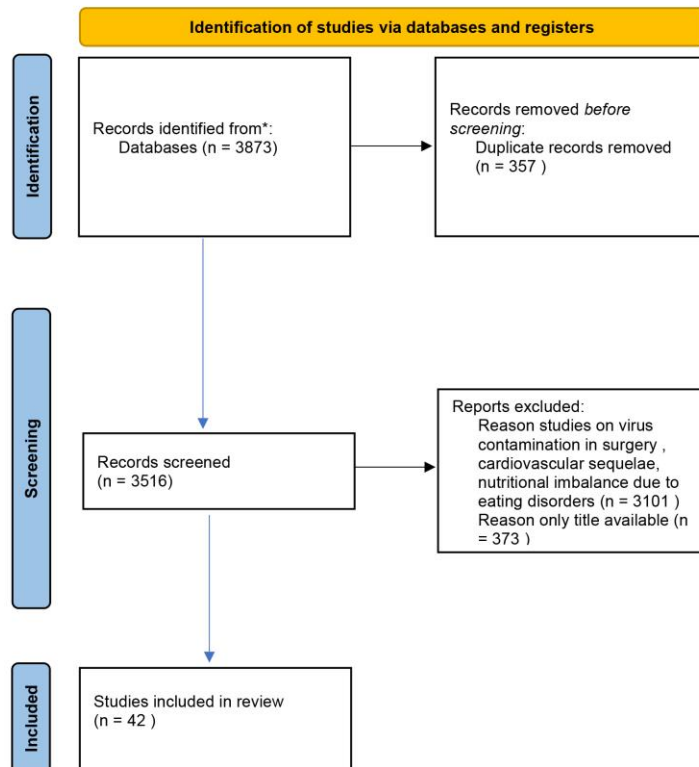 Identification of studies via databases and registers
Identification
Records identified from*:
Databases (n = 3873)
Records removed before
screening:
Duplicate records removed
(n = 357 )
Screening
Records screened
(n = 3516)
Reports excluded:
Reason studies on virus
contamination in surgery ,
cardiovascular sequelae,
nutritional imbalance due to
eating disorders (n = 3101 )
Reason only title available (n
= 373 )
Included
Studies included in review
(n = 42 )